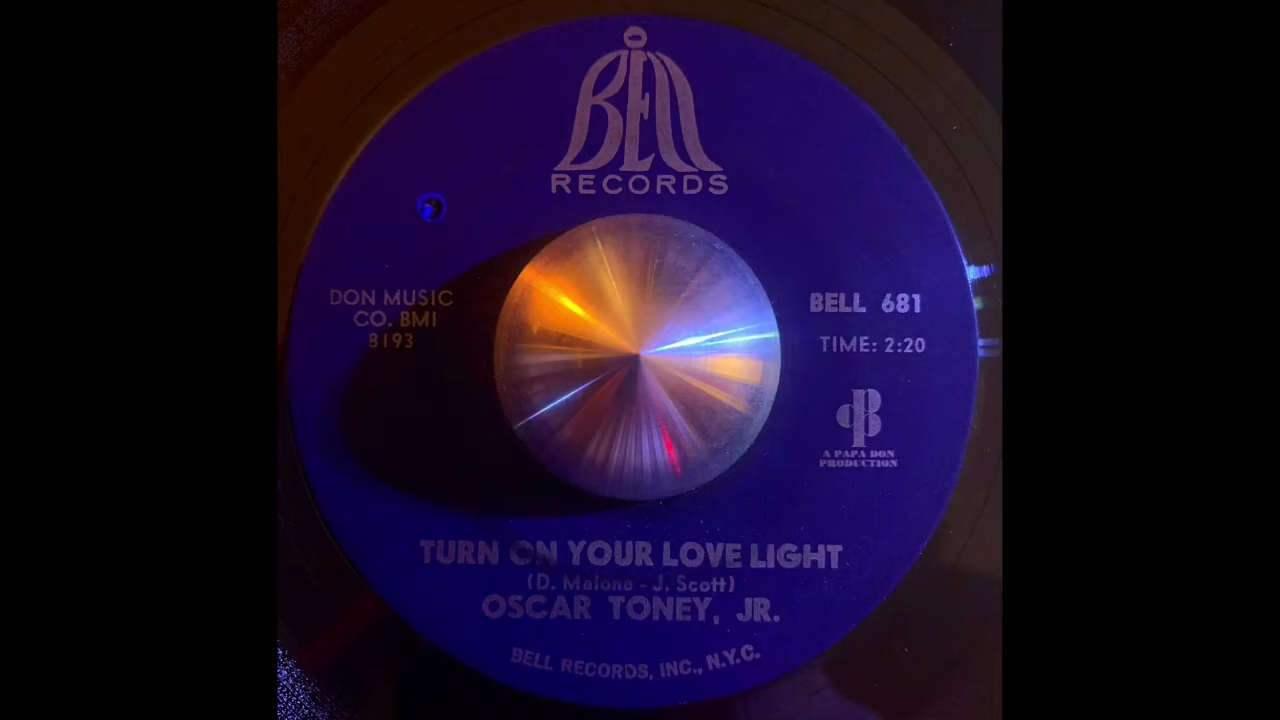 BELL
RECORDS
DON MUSIC
CO. BMI
8193
BELL 681
TIME: 2:20
A PAPA DON
PRODUCTION
TURN ON YOUR LOVE LIGHT
(D. Malone - J. Scott)
OSCAR TONEY, JR.
BELL RECORDS, INC., N.Y.C.